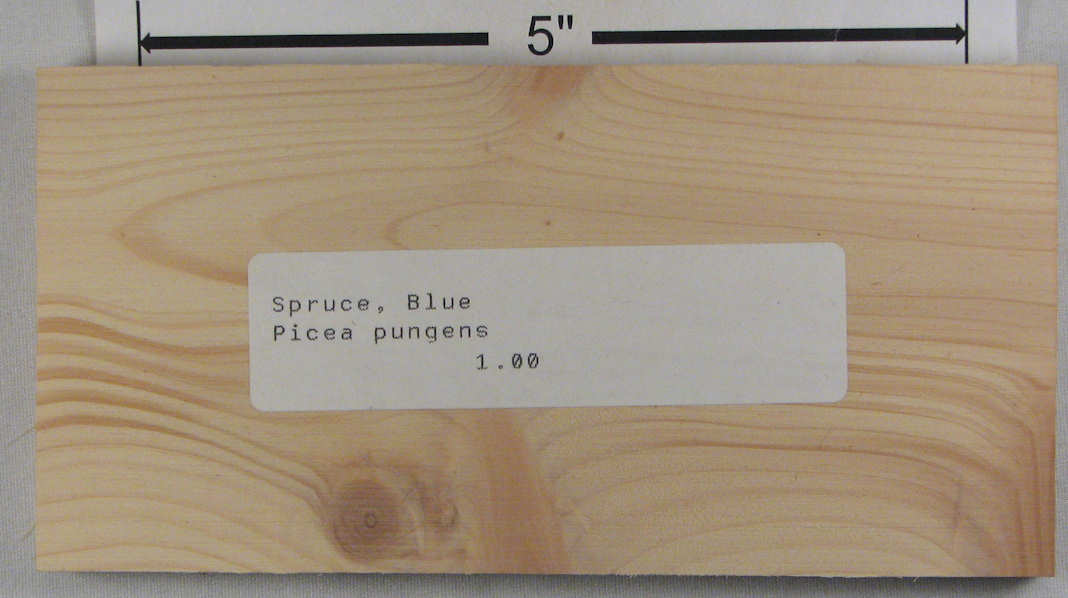 5"
Spruce, Blue
Picea pungens
1.00